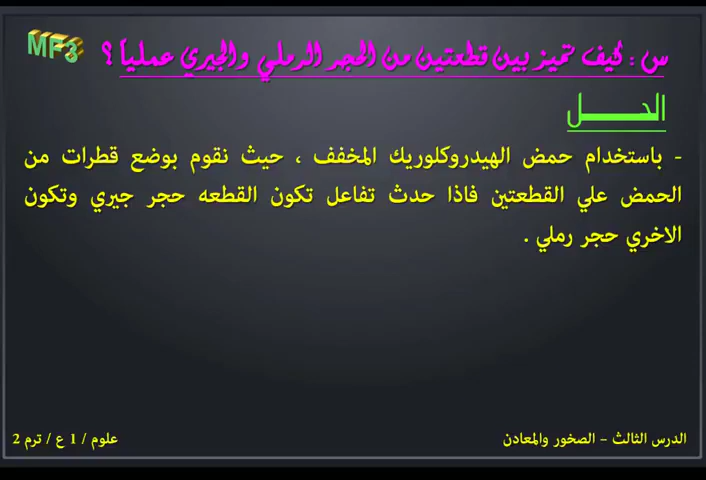 MF3
س : كيف تميز بين قطعتين من الحجر الرملي والجيري عملياً ؟
الحـــــل
- باستخدام حمض الهيدروكلوريك المخفف ، حيث نقوم بوضع قطرات من
الحمض علي القطعتين فاذا حدث تفاعل تكون القطعه حجر جيري وتكون
الاخري حجر رملي .
الدرس الثالث – الصخور والمعادن
علوم / 1 ع / ترم 2